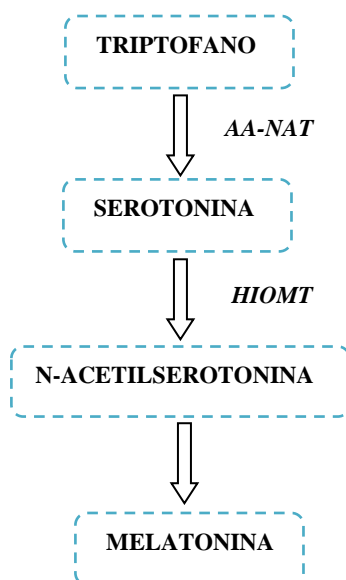 TRIPTOFANO
AA-NAT
SEROTONINA
HIOMT
N-ACETILSEROTONINA
MELATONINA